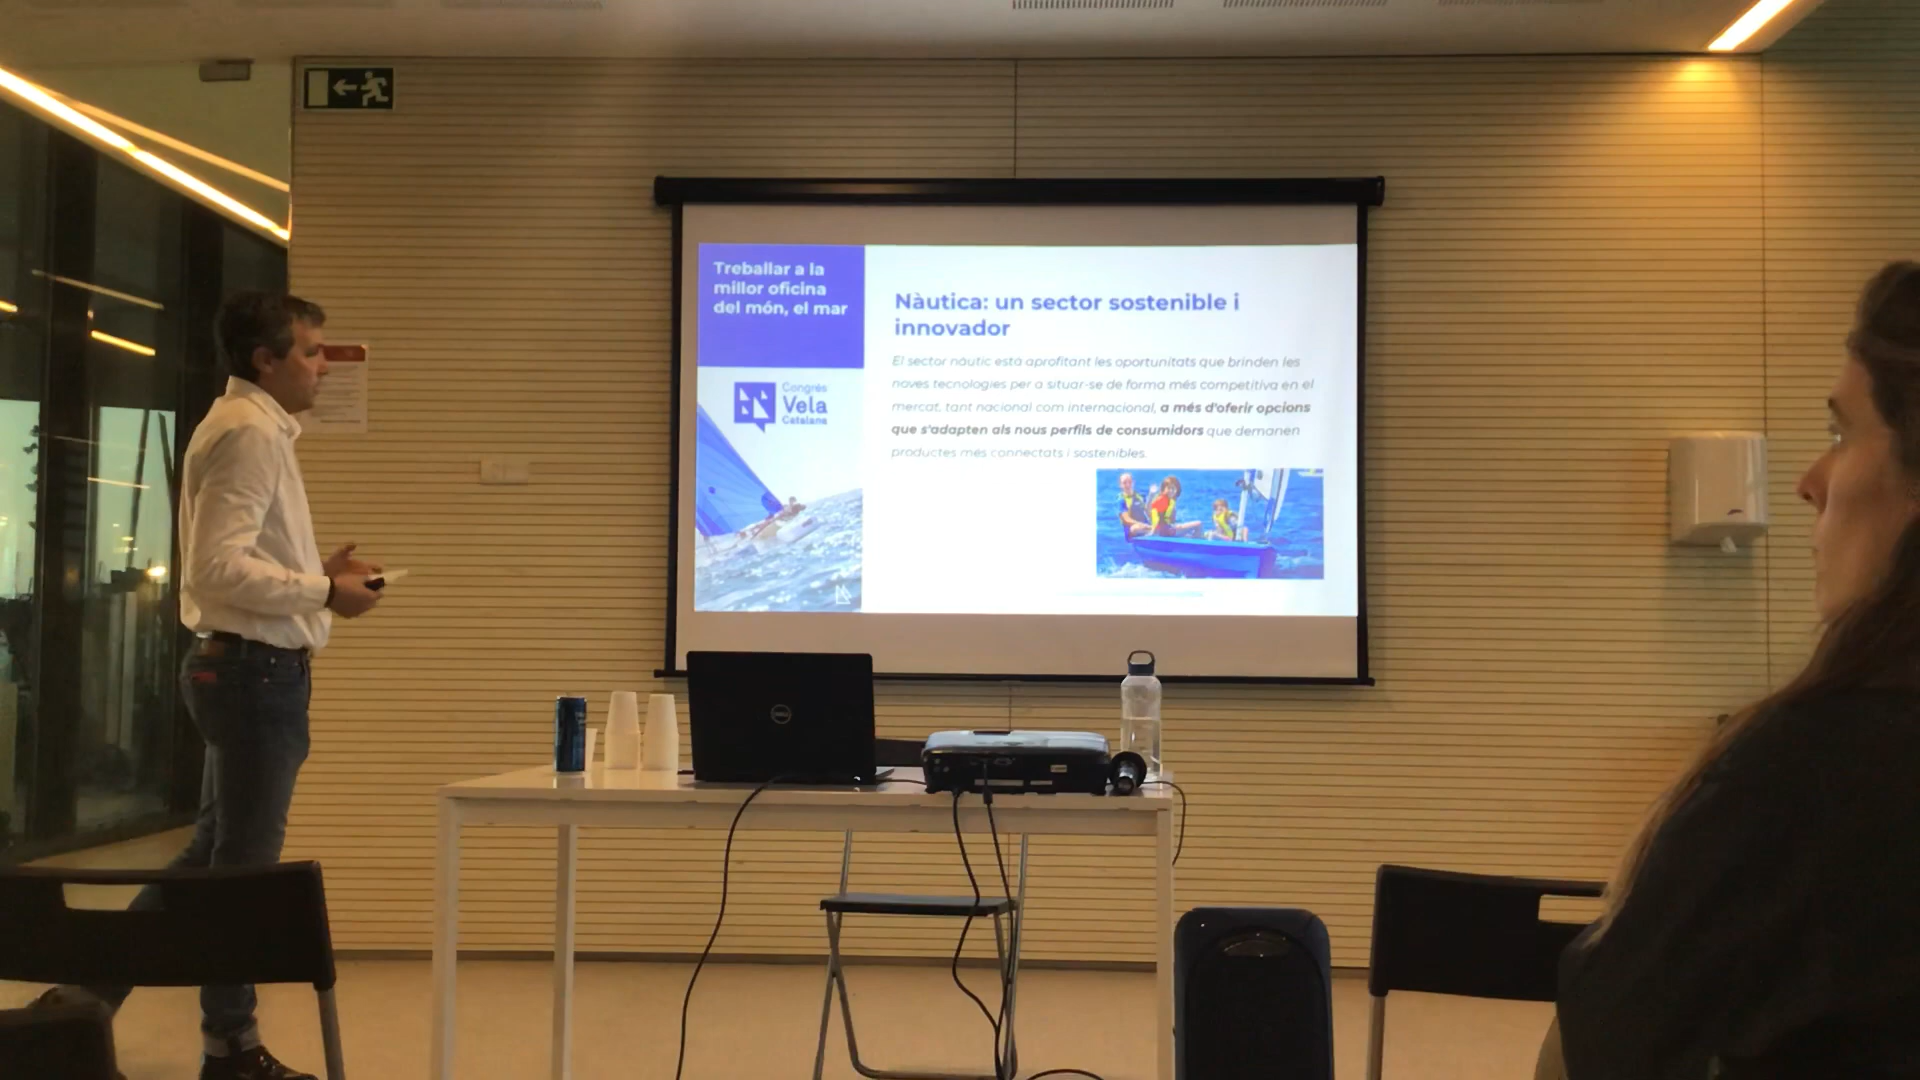 Treballar a la
millor oficina
del món, el mar
Congrés
Vela
Catalana
Nàutica: un sector sostenible i
innovador
El sector nàutic està aprofitant les oportunitats que brinden les
noves tecnologies per a situar-se de forma més competitiva en el
mercat, tant nacional com internacional, a més d'oferir opcions
que s'adapten als nous perfils de consumidors que demanen
productes més connectats i sostenibles.
DELL